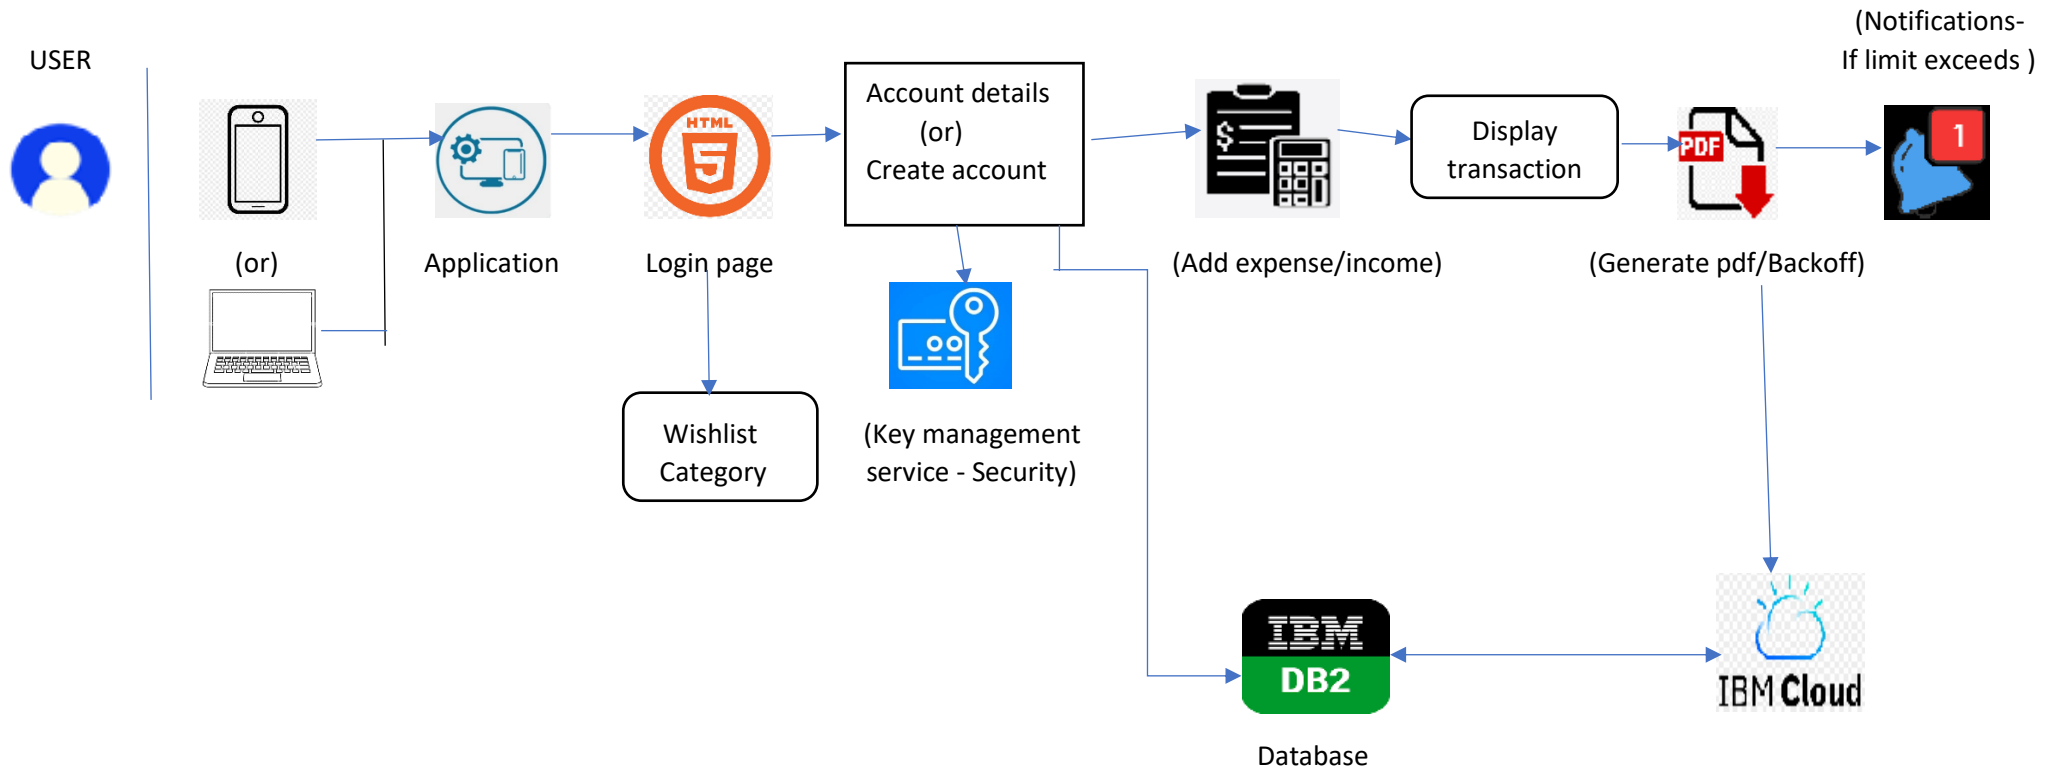 (Notifications-
If limit exceeds )
USER
HTML
5
Account details
(or)
Create account
$
Display
transaction
PDF
1
(or)
Application
Login page
(Add expense/income)
(Generate pdf/Backoff)
Wishlist
Category
(Key management
service - Security)
IBM
DB2
IBM Cloud
Database